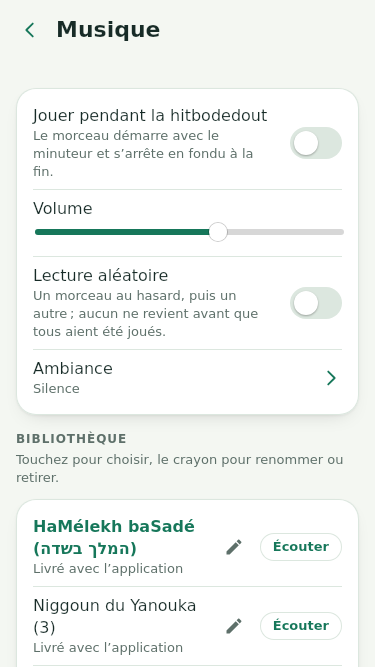 Musique
Jouer pendant la hitbodedout
Le morceau démarre avec le
minuteur et s’arrête en fondu à la
fin.
Volume
Lecture aléatoire
Un morceau au hasard, puis un
autre ; aucun ne revient avant que
tous aient été joués.
Ambiance
Silence
BIBLIOTHÈQUE
Touchez pour choisir, le crayon pour renommer ou
retirer.
HaMélekh baSadé
(המלך בשדה)
Livré avec l’application
Écouter
Niggoun du Yanouka
(3)
Livré avec l’application
Écouter